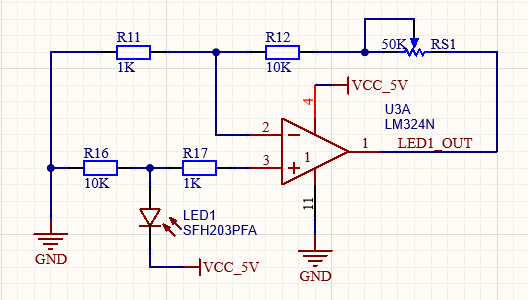 R11
1K
R12
10K
50K
RS1
VCC_5V
4
U3A
LM324N
2
3
1
1
LED1_OUT
11
R16
10K
R17
1K
LED1
SFH203PFA
VCC_5V
GND
GND